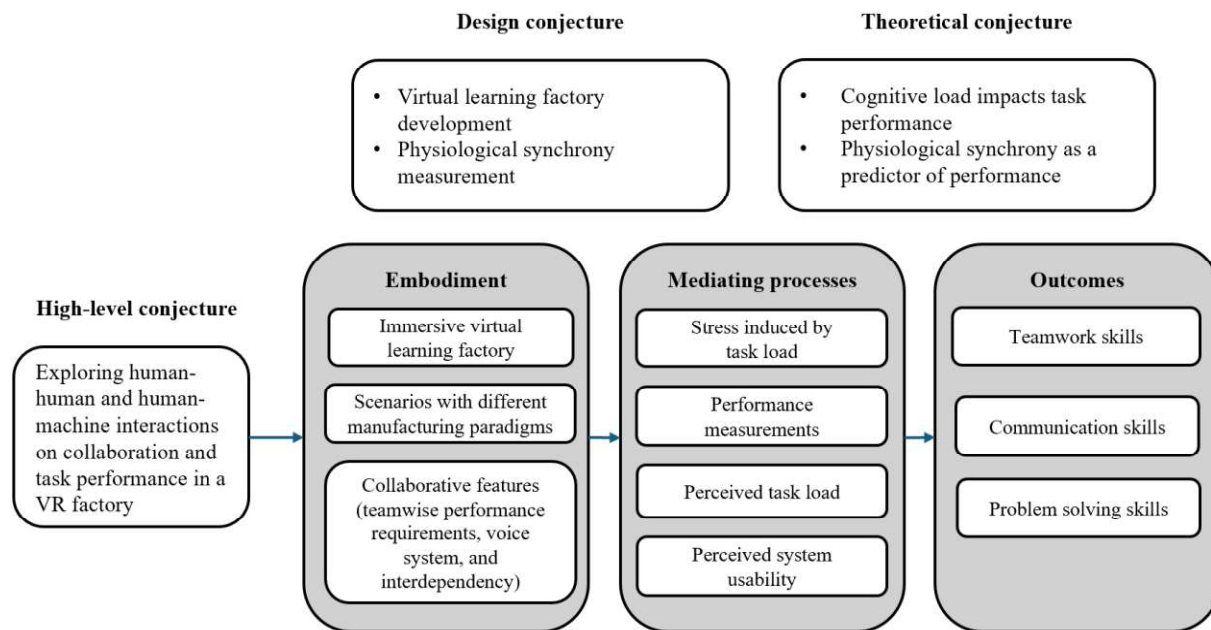 Design conjecture
Theoretical conjecture
• Virtual learning factory
development
• Physiological synchrony
measurement
• Cognitive load impacts task
performance
• Physiological synchrony as a
predictor of performance
High-level conjecture
Exploring human-
human and human-
machine interactions
on collaboration and
task performance in a
VR factory
Embodiment
Immersive virtual
learning factory
Scenarios with different
manufacturing paradigms
Collaborative features
(teamwise performance
requirements, voice
system, and
interdependency)
Mediating processes
Stress induced by
task load
Performance
measurements
Perceived task load
Perceived system
usability
Outcomes
Teamwork skills
Communication skills
Problem solving skills